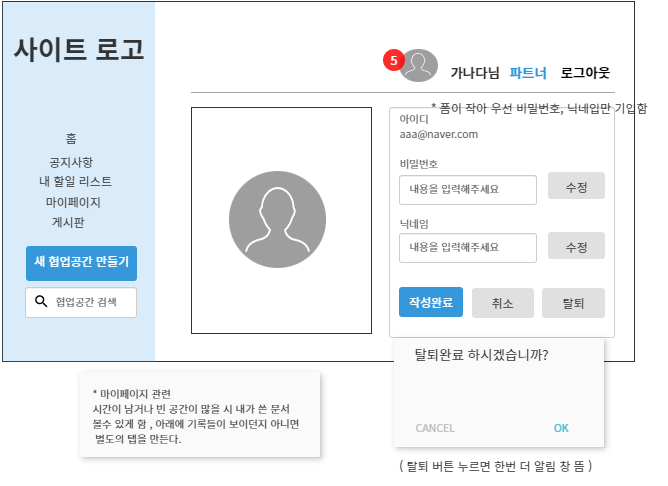 사이트 로고
5
가나다님 파트너 로그아웃
* 폼이 작아 우선 비밀번호, 닉네입만 기입함
홈
공지사항
내 할일 리스트
마이페이지
게시판
새 협업공간 만들기
협업공간 검색
아이디
aaa@naver.com
비밀번호
내용을 입력해주세요
수정
닉네임
내용을 입력해주세요
수정
작성완료
취소
탈퇴
탈퇴완료 하시겠습니까?
CANCEL
OK
( 탈퇴 버튼 누르면 한번 더 알림 창 뜸 )
* 마이페이지 관련
시간이 남거나 빈 공간이 많을 시 내가 쓴 문서
볼수 있게 함 , 아래에 기록들이 보이던지 아니면
별도의 탭을 만든다.